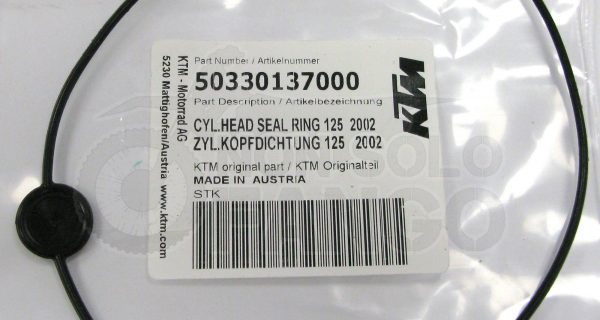 KTM - Motorrad AG
5230 Mattighofen/Austria www.ktm.com
Part Number / Artikelnummer
50330137000
Part Description / Artikelbezeichnung
CYL.HEAD SEAL RING 125 2002
ZYL.KOPFDICHTUNG 125 2002
KTM original part / KTM Originalteil
MADE IN AUSTRIA
STK
KTM